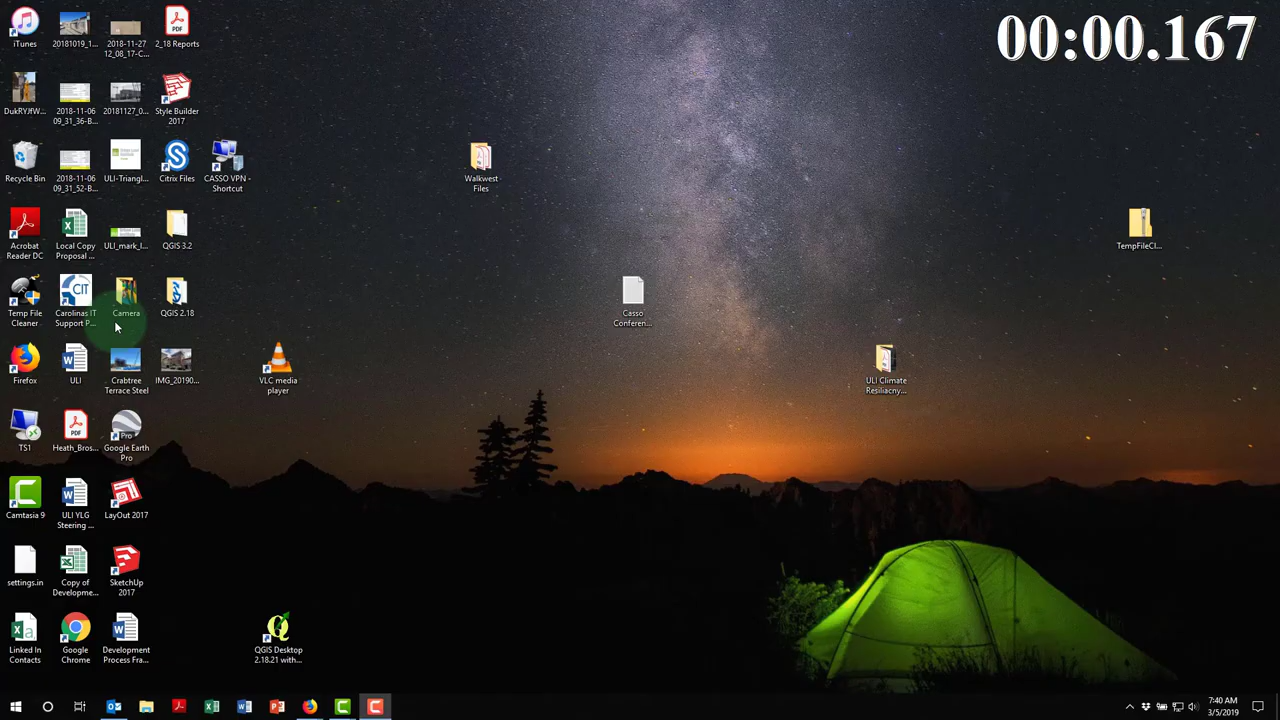 00:00.167
iTunes
20181019_1...
2018-11-27
12_08_17-C...
2_18 Reports
DukRYJfW...
2018-11-06
09_31_36-B...
20181127_0...
Style Builder
2017
Recycle Bin
2018-11-06
09_31_52-B...
ULI-Triangl...
Citrix Files
CASSO VPN -
Shortcut
Walkwest
Files
Acrobat
Reader DC
Local Copy
Proposal ...
ULI_mark_l...
QGIS 3.2
TempFileCl...
Temp File
Cleaner
CIT
Carolinas IT
Support P...
Camera
QGIS 2.18
Casso
Conferen...
Firefox
ULI
Crabtree
Terrace Steel
IMG_20190...
VLC media
player
ULI Climate
Resiliacny...
TS1
PDF
Heath_Bros...
Pro
Google Earth
Pro
Camtasia 9
ULI YLG
Steering ...
LayOut 2017
settings.in
Copy of
Developme...
SketchUp
2017
Linked In
Contacts
Google
Chrome
Development
Process Fra...
QGIS Desktop
2.18.21 with...
7:40 AM
3/5/2019